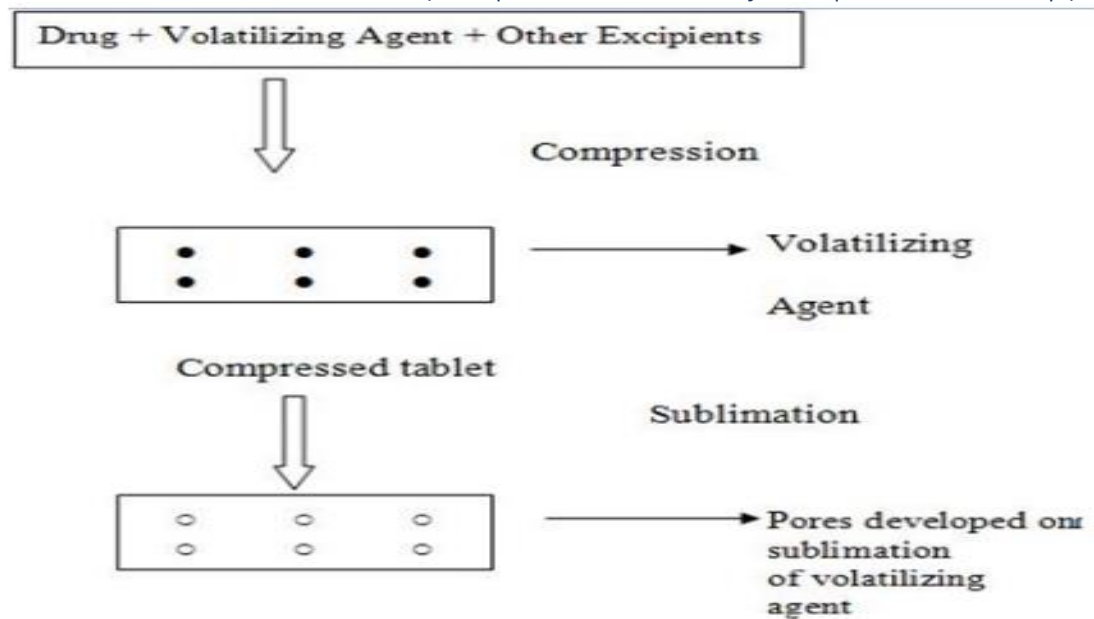 Drug + Volatilizing Agent + Other Excipients
Compression
Volatilizing
Agent
Compressed tablet
Sublimation
Pores developed on
sublimation
of volatilizing
agent